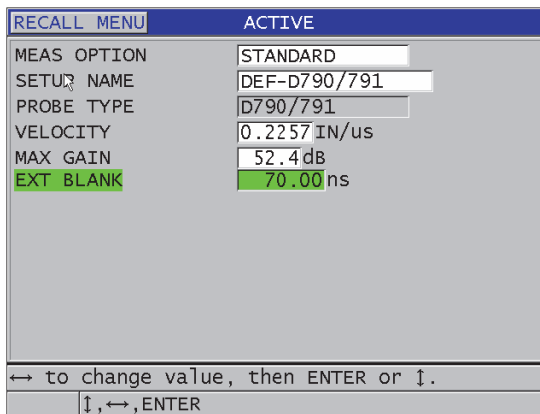 RECALL MENU ACTIVE
MEAS OPTION STANDARD
SETUP NAME DEF-D790/791
PROBE TYPE D790/791
VELOCITY 0.2257 IN/us
MAX GAIN 52.4 dB
EXT BLANK 70.00 ns
↔ to change value, then ENTER or ↕.
↕,↔,ENTER